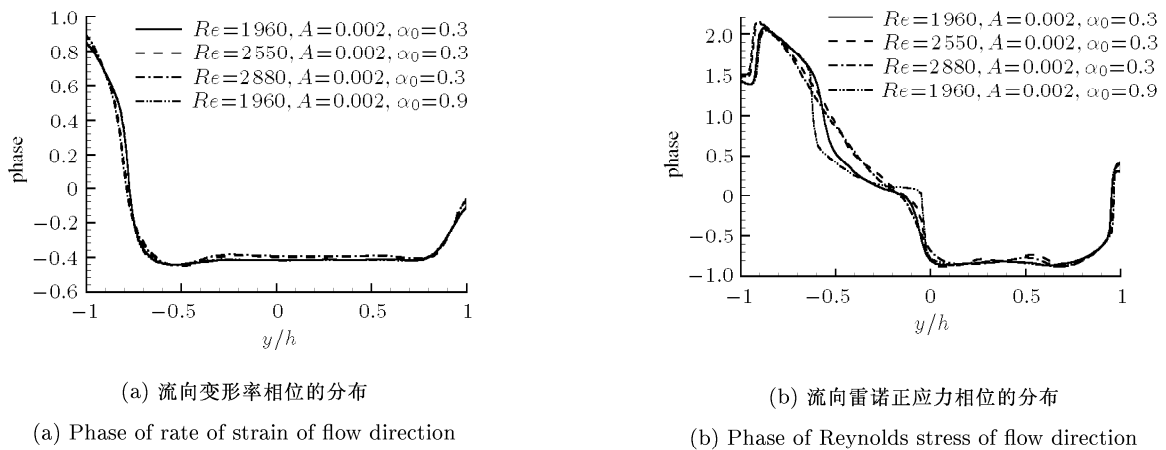 1.0
0.8
0.6
0.4
0.2
0
−0.2
−0.4
−0.6
phase
−1
−0.5
0
0.5
1
y/h
Re=1960, A=0.002, α₀=0.3
Re=2550, A=0.002, α₀=0.3
Re=2880, A=0.002, α₀=0.3
Re=1960, A=0.002, α₀=0.9
(a) 流向变形率相位的分布
(a) Phase of rate of strain of flow direction
2.0
1.5
1.0
0.5
0
−0.5
−1.0
phase
−1
−0.5
0
0.5
1
y/h
Re=1960, A=0.002, α₀=0.3
Re=2550, A=0.002, α₀=0.3
Re=2880, A=0.002, α₀=0.3
Re=1960, A=0.002, α₀=0.9
(b) 流向雷诺正应力相位的分布
(b) Phase of Reynolds stress of flow direction